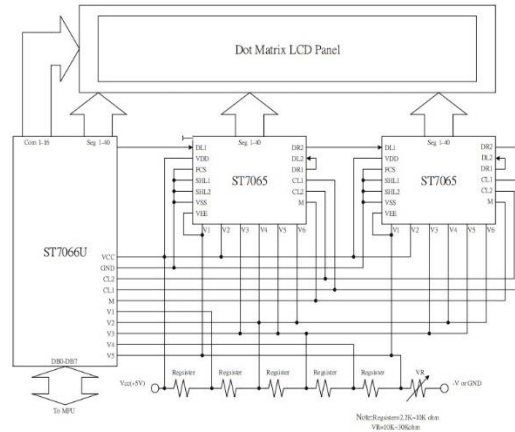 Dot Matrix LCD Panel
Com 1-16
Seg 1-40
Seg 1-40
Seg 1-40
DL1
VDD
FCS
SHL1
SHL2
VSS
VEE
ST7065
DR2
DL2
DR1
CL1
CL2
M
V1 V2 V3 V4 V5 V6
DL1
VDD
FCS
SHL1
SHL2
VSS
VEE
ST7065
DR2
DL2
DR1
CL1
CL2
M
V1 V2 V3 V4 V5 V6
ST7066U
VCC
GND
CL2
CL1
M
V1
V2
V3
V4
V5
DB0-DB7
To MPU
Vcc(+5V)
Register
Register
Register
Register
Register
VR
-V or GND
Note:Register=2.2K~10K ohm
VR=10K~30Kohm